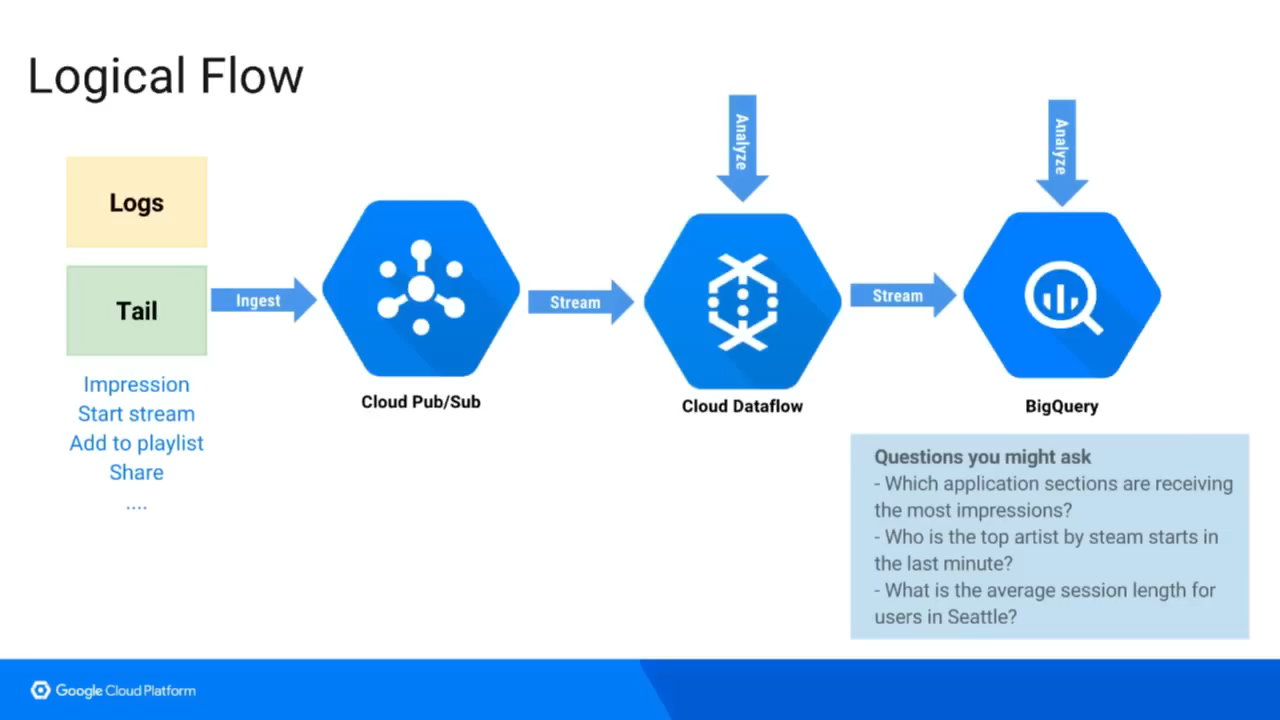 Logical Flow
Logs
Tail
Impression
Start stream
Add to playlist
Share
....
Ingest
Cloud Pub/Sub
Stream
Analyze
Cloud Dataflow
Stream
Analyze
BigQuery
Questions you might ask
- Which application sections are receiving
the most impressions?
- Who is the top artist by steam starts in
the last minute?
- What is the average session length for
users in Seattle?
Google Cloud Platform